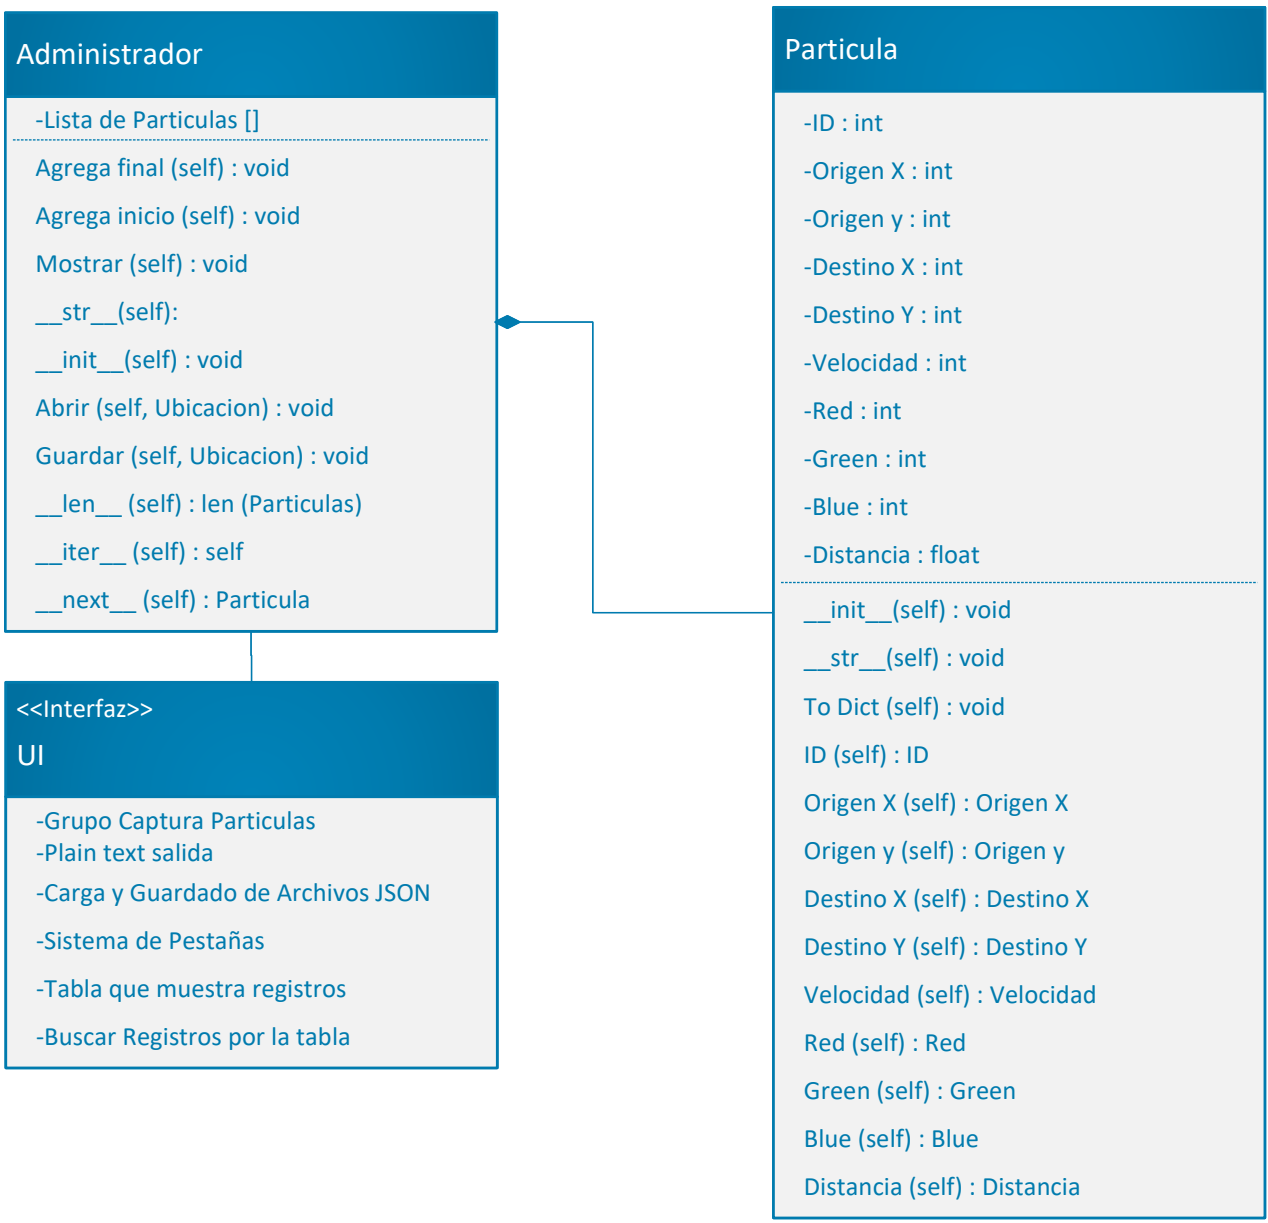 Administrador
-Lista de Particulas []
Agrega final (self) : void
Agrega inicio (self) : void
Mostrar (self) : void
__str__(self):
__init__(self) : void
Abrir (self, Ubicacion) : void
Guardar (self, Ubicacion) : void
__len__ (self) : len (Particulas)
__iter__ (self) : self
__next__ (self) : Particula
<<Interfaz>>
UI
-Grupo Captura Particulas
-Plain text salida
-Carga y Guardado de Archivos JSON
-Sistema de Pestañas
-Tabla que muestra registros
-Buscar Registros por la tabla
Particula
-ID : int
-Origen X : int
-Origen y : int
-Destino X : int
-Destino Y : int
-Velocidad : int
-Red : int
-Green : int
-Blue : int
-Distancia : float
__init__(self) : void
__str__(self) : void
To Dict (self) : void
ID (self) : ID
Origen X (self) : Origen X
Origen y (self) : Origen y
Destino X (self) : Destino X
Destino Y (self) : Destino Y
Velocidad (self) : Velocidad
Red (self) : Red
Green (self) : Green
Blue (self) : Blue
Distancia (self) : Distancia